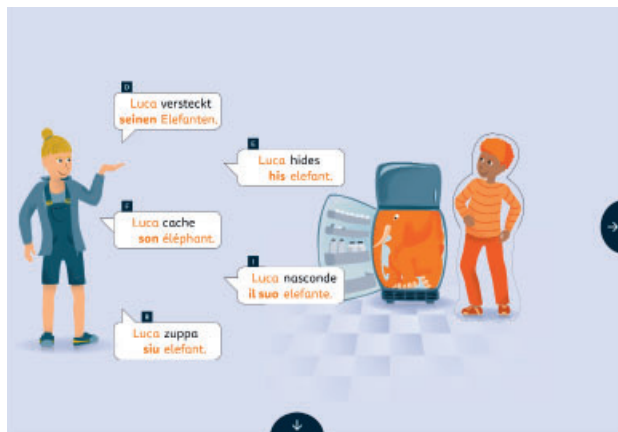 D
Luca versteckt
seinen Elefanten.
E
Luca hides
his elefant.
F
Luca cache
son éléphant.
I
Luca nasconde
il suo elefante.
R
Luca zuppa
siu elefant.